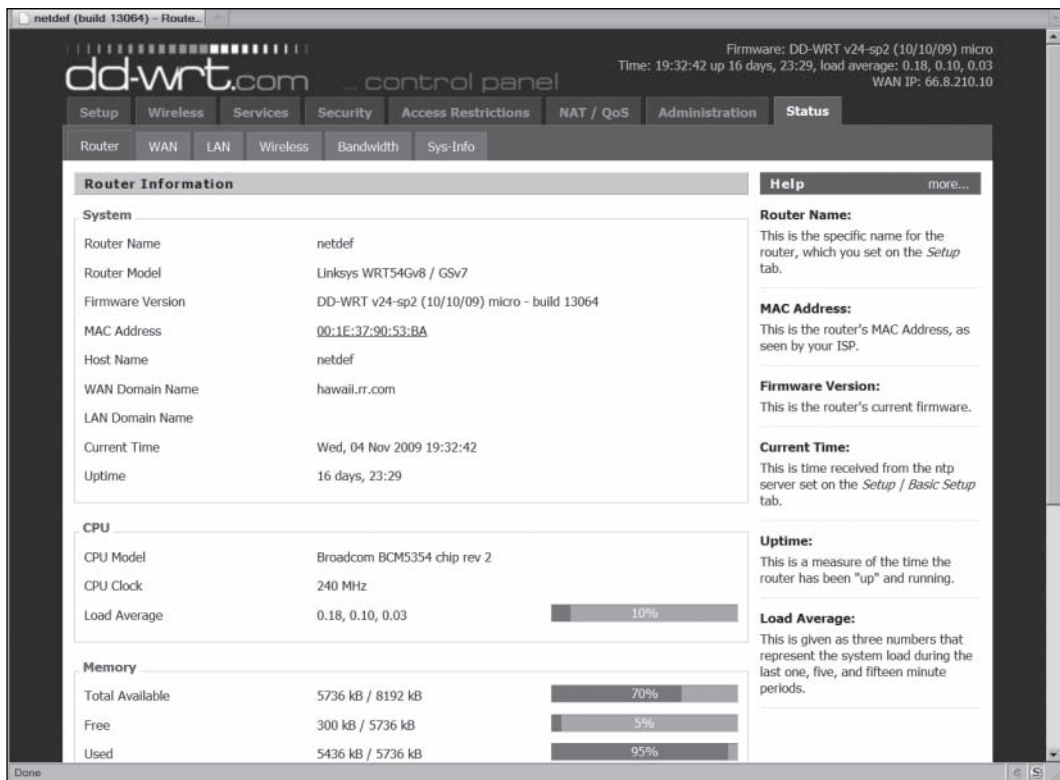 netdef (build 13064) - Route...
dd-wrt.com ... control panel
Firmware: DD-WRT v24-sp2 (10/10/09) micro
Time: 19:32:42 up 16 days, 23:29, load average: 0.18, 0.10, 0.03
WAN IP: 66.8.210.10
Setup Wireless Services Security Access Restrictions NAT / QoS Administration Status
Router WAN LAN Wireless Bandwidth Sys-Info
Router Information
System
Router Name netdef
Router Model Linksys WRT54Gv8 / GSv7
Firmware Version DD-WRT v24-sp2 (10/10/09) micro - build 13064
MAC Address 00:1E:37:90:53:BA
Host Name netdef
WAN Domain Name hawaii.rr.com
LAN Domain Name
Current Time Wed, 04 Nov 2009 19:32:42
Uptime 16 days, 23:29
CPU
CPU Model Broadcom BCM5354 chip rev 2
CPU Clock 240 MHz
Load Average 0.18, 0.10, 0.03 10%
Memory
Total Available 5736 kB / 8192 kB 70%
Free 300 kB / 5736 kB 5%
Used 5436 kB / 5736 kB 95%
Help more...
Router Name:
This is the specific name for the
router, which you set on the Setup
tab.
MAC Address:
This is the router's MAC Address, as
seen by your ISP.
Firmware Version:
This is the router's current firmware.
Current Time:
This is time received from the ntp
server set on the Setup / Basic Setup
tab.
Uptime:
This is a measure of the time the
router has been "up" and running.
Load Average:
This is given as three numbers that
represent the system load during the
last one, five, and fifteen minute
periods.
Done